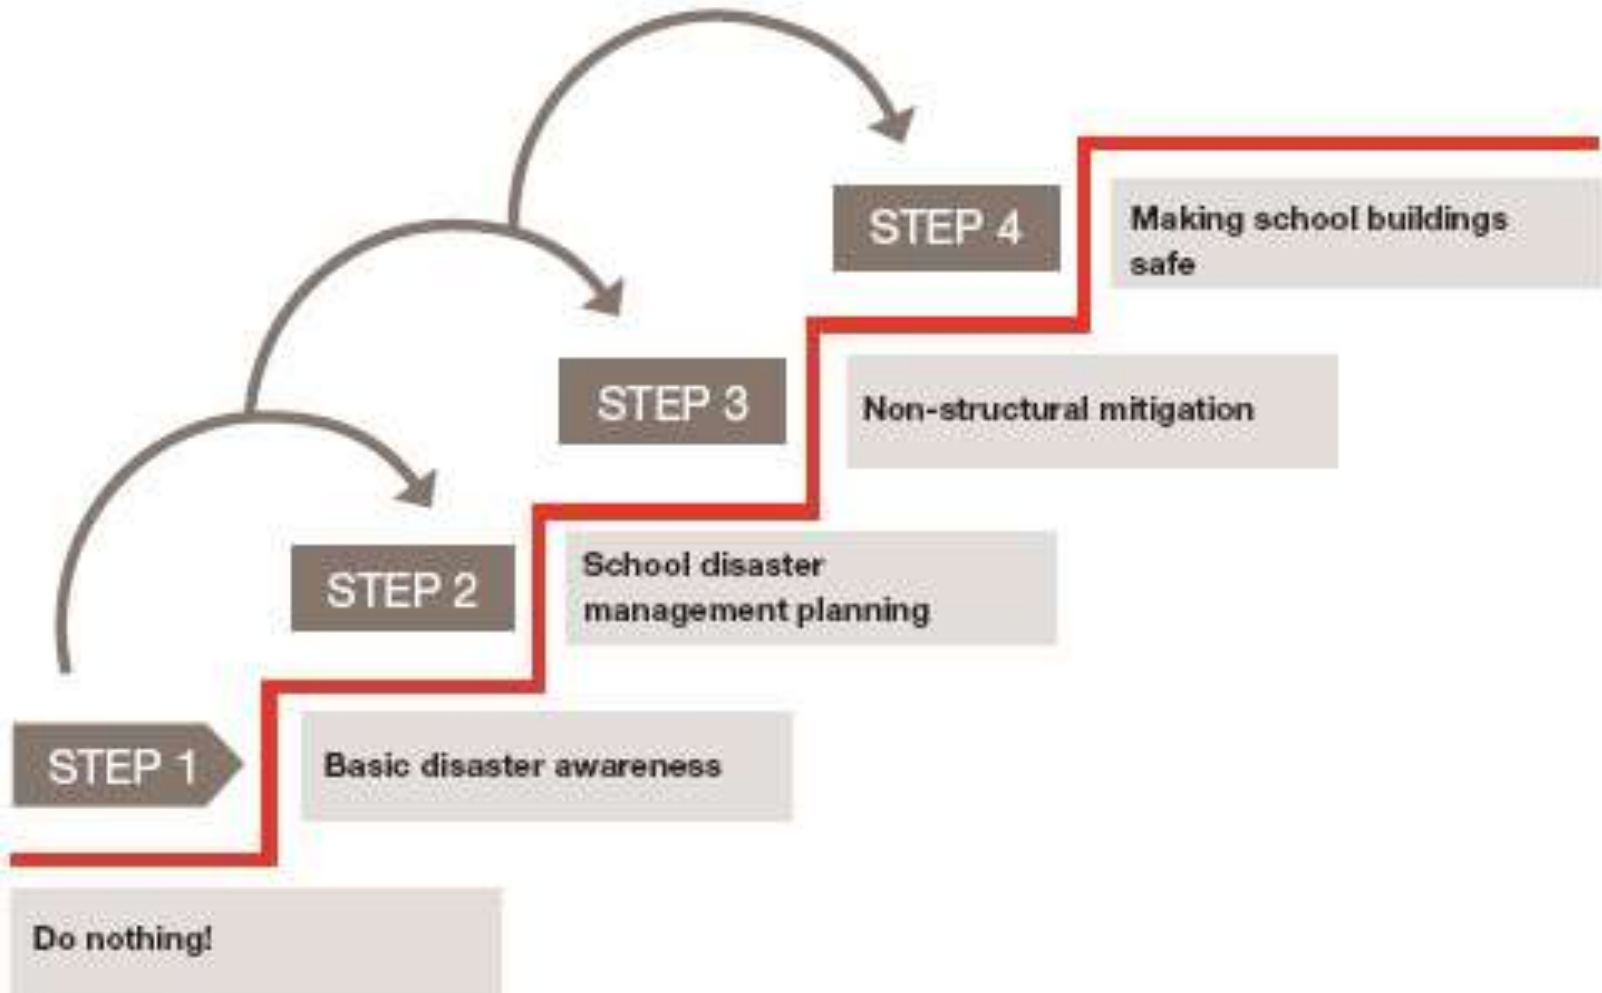 STEP 4
Making school buildings
safe
STEP 3
Non-structural mitigation
STEP 2
School disaster
management planning
STEP 1
Basic disaster awareness
Do nothing!